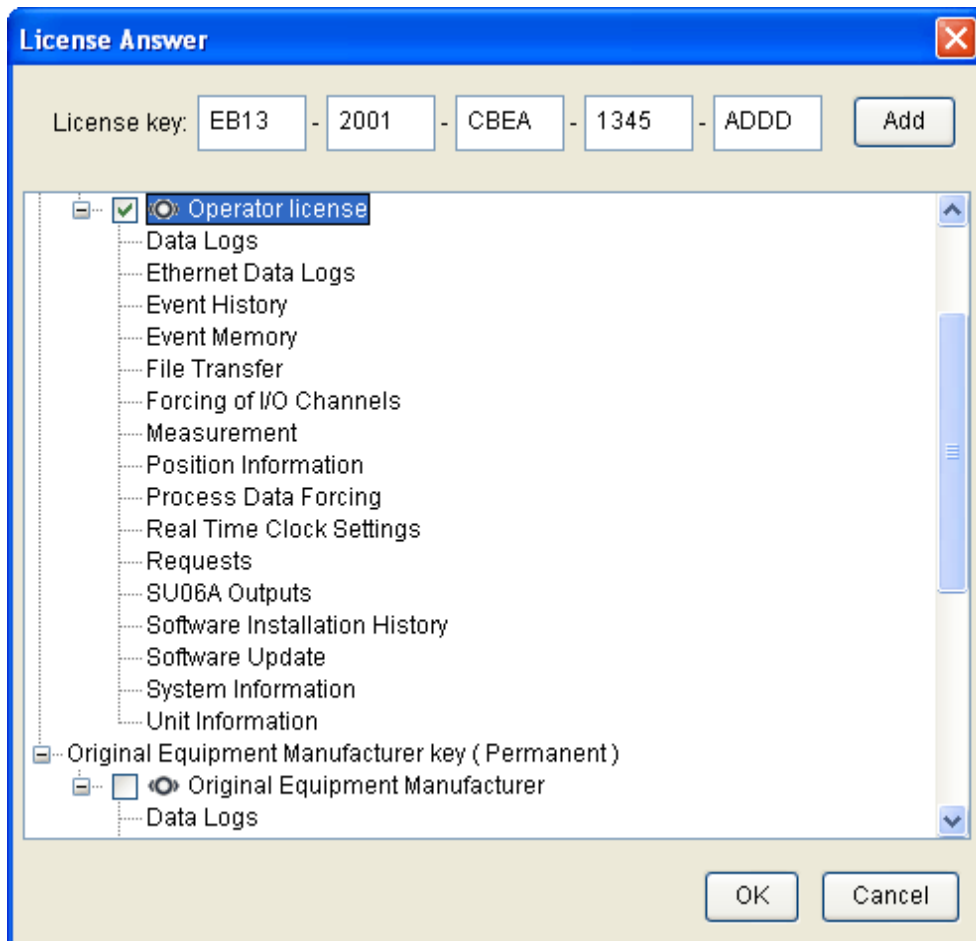 License Answer
License key: EB13 - 2001 - CBEA - 1345 - ADDD Add
Operator license
Data Logs
Ethernet Data Logs
Event History
Event Memory
File Transfer
Forcing of I/O Channels
Measurement
Position Information
Process Data Forcing
Real Time Clock Settings
Requests
SU06A Outputs
Software Installation History
Software Update
System Information
Unit Information
Original Equipment Manufacturer key ( Permanent )
Original Equipment Manufacturer
Data Logs
OK Cancel